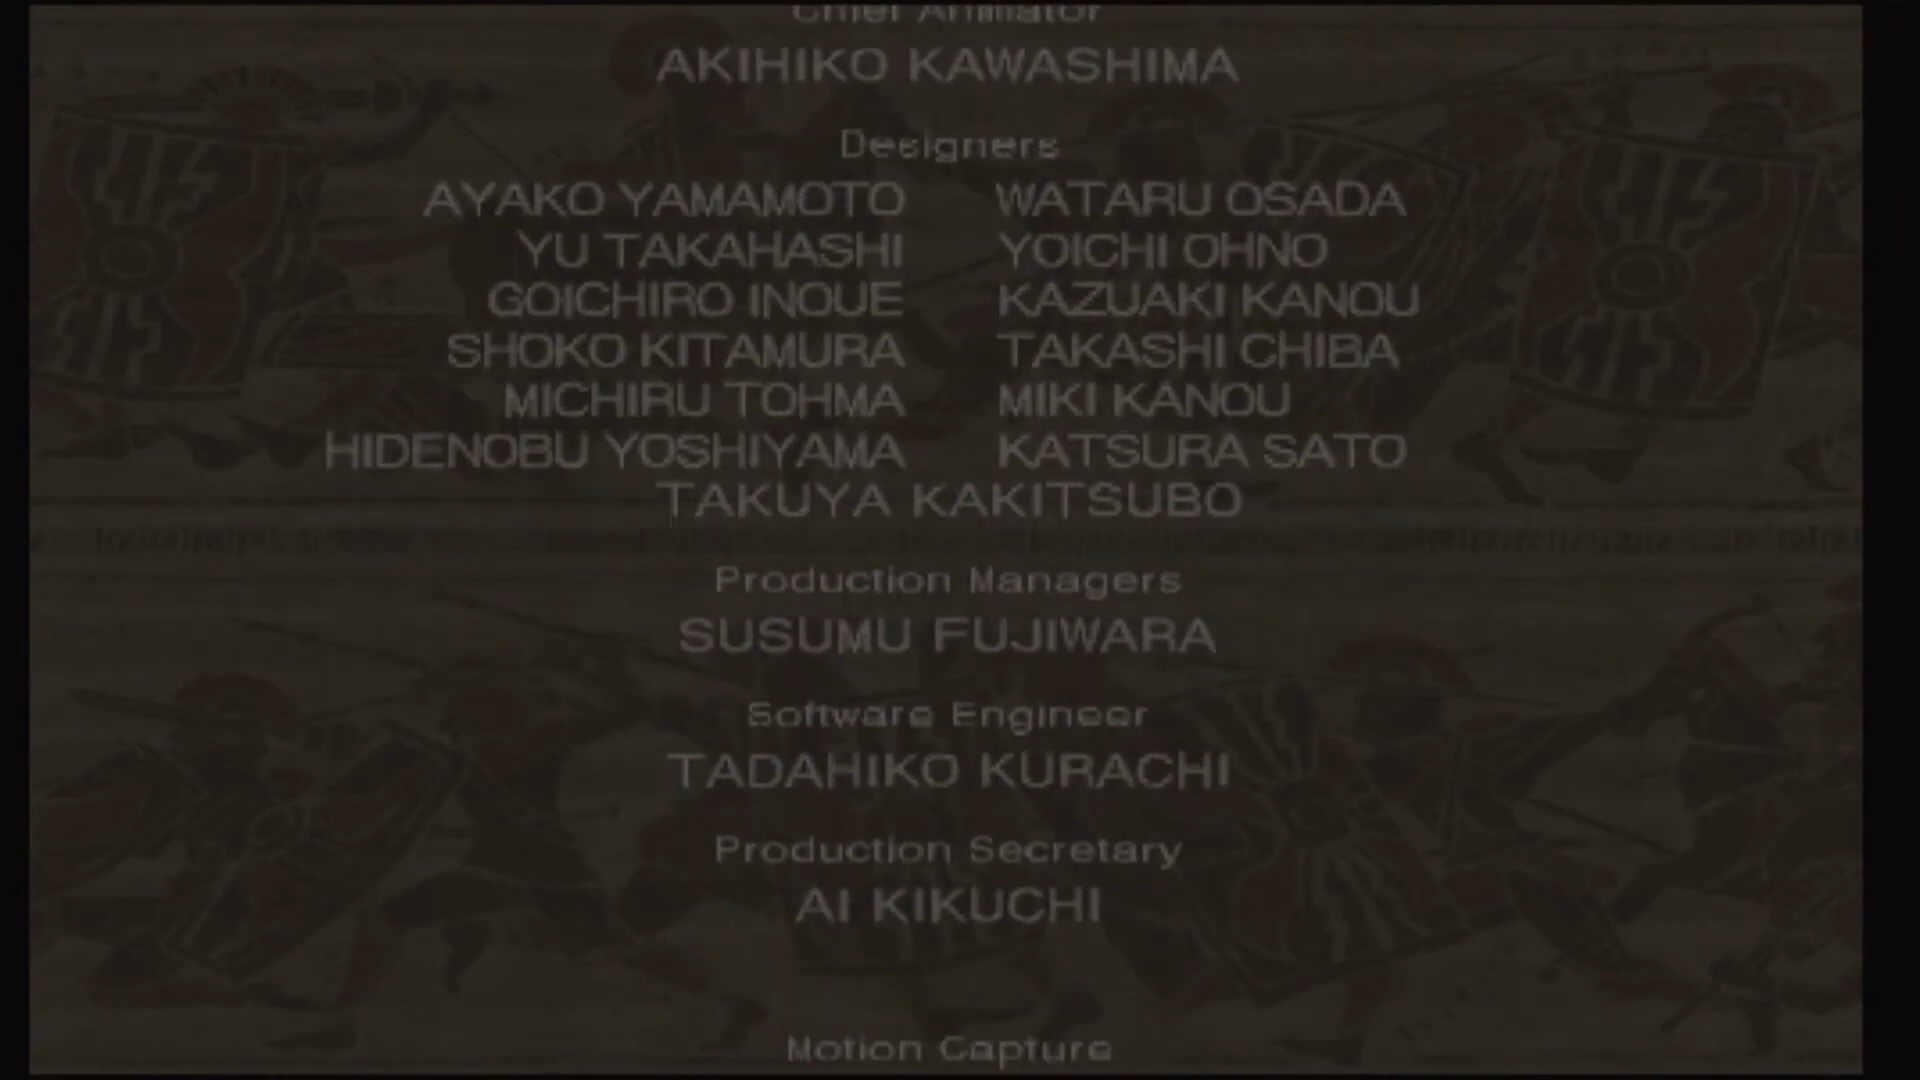 Chief Animator
AKIHIKO KAWASHIMA
Designers
AYAKO YAMAMOTO WATARU OSADA
YU TAKAHASHI YOICHI OHNO
GOICHIRO INOUE KAZUAKI KANOU
SHOKO KITAMURA TAKASHI CHIBA
MICHIRU TOHMA MIKI KANOU
HIDENOBU YOSHIYAMA KATSURA SATO
TAKUYA KAKITSUBO
Production Managers
SUSUMU FUJIWARA
Software Engineer
TADAHIKO KURACHI
Production Secretary
AI KIKUCHI
Motion Capture